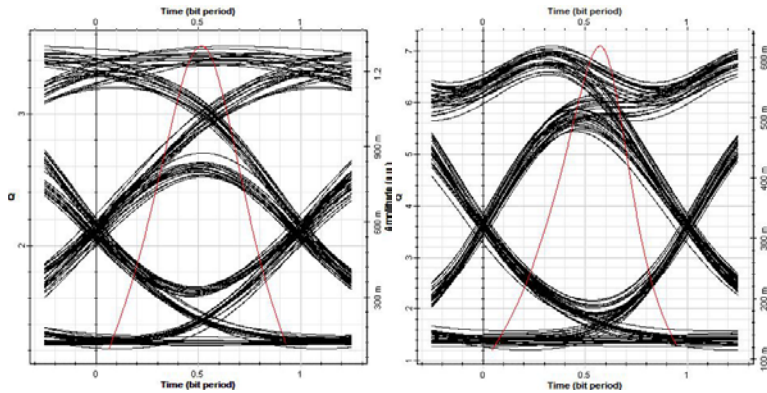 Time (bit period)
0 0.5 1
3
2
Q
1.2
900 m
600 m
300 m
0 0.5 1
Time (bit period)
Time (bit period)
0 0.5 1
7
6
5
4
3
2
1
Q
Amplitude (a.u.)
600 m
500 m
400 m
300 m
200 m
100 m
0 0.5 1
Time (bit period)